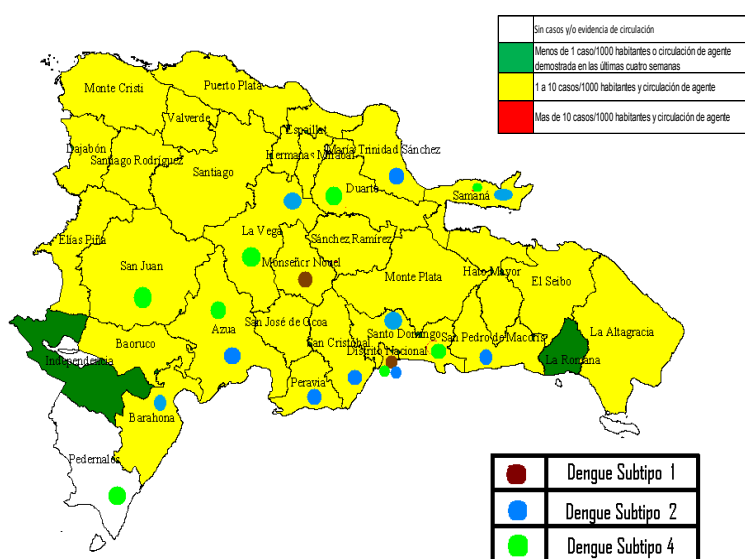 Sin casos y/o evidencia de circulación
Menos de 1 caso/1000 habitantes o circulación de agente
demostrada en las últimas cuatro semanas
1 a 10 casos/1000 habitantes y circulación de agente
Mas de 10 casos/1000 habitantes y circulación de agente
Monte Cristi
Puerto Plata
Valverde
Espaillat
Dajabón
Santiago Rodríguez
Santiago
Hermanas Mirabal
María Trinidad Sánchez
Duarte
Samaná
Elías Piña
La Vega
Sánchez Ramírez
San Juan
Monseñor Nouel
Monte Plata
Hato Mayor
El Seibo
Azua
San José de Ocoa
Baoruco
San Cristóbal
Santo Domingo
San Pedro de Macorís
La Altagracia
Distrito Nacional
Independencia
La Romana
Peravia
Barahona
Pedernales
Dengue Subtipo 1
Dengue Subtipo 2
Dengue Subtipo 4